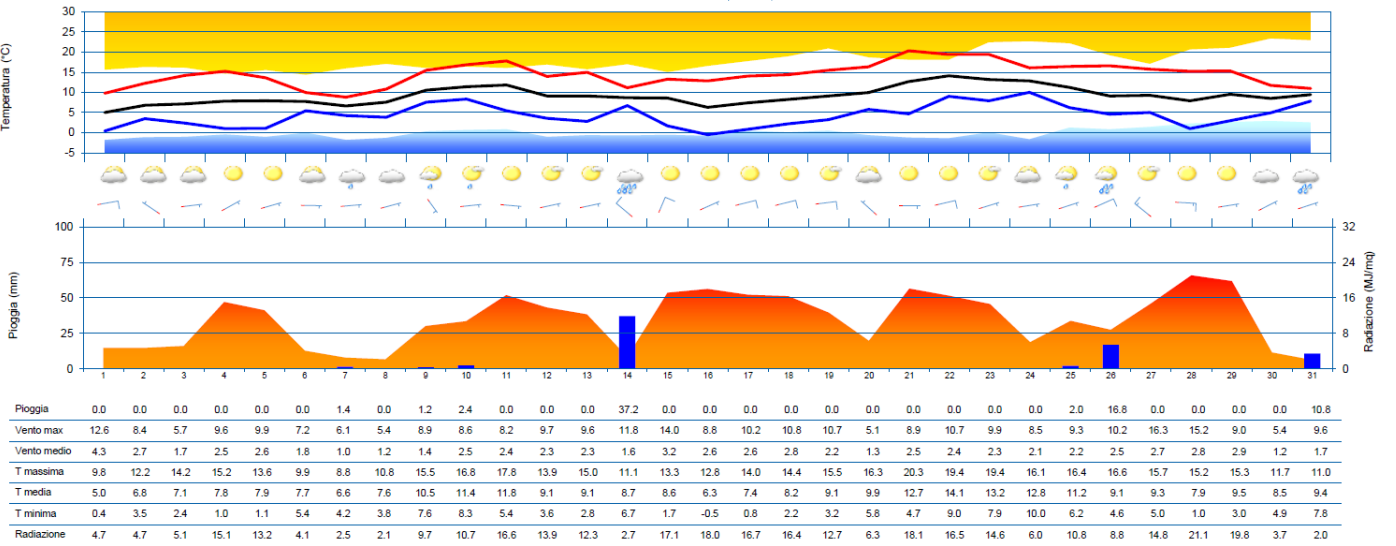 Temperatura (°C)
30
25
20
15
10
5
0
-5
Pioggia (mm)
100
75
50
25
0
32
24
16
8
0
Radiazione (MJ/mq)
1 2 3 4 5 6 7 8 9 10 11 12 13 14 15 16 17 18 19 20 21 22 23 24 25 26 27 28 29 30 31
Pioggia 0.0 0.0 0.0 0.0 0.0 0.0 1.4 0.0 1.2 2.4 0.0 0.0 0.0 37.2 0.0 0.0 0.0 0.0 0.0 0.0 0.0 0.0 0.0 0.0 2.0 16.8 0.0 0.0 0.0 0.0 10.8
Vento max 12.6 8.4 5.7 9.6 9.9 7.2 6.1 5.4 8.9 8.6 8.2 9.7 9.6 11.8 14.0 8.8 10.2 10.8 10.7 5.1 8.9 10.7 9.9 8.5 9.3 10.2 16.3 15.2 9.0 5.4 9.6
Vento medio 4.3 2.7 1.7 2.5 2.6 1.8 1.0 1.2 1.4 2.5 2.4 2.3 2.3 1.6 3.2 2.6 2.6 2.8 2.2 1.3 2.5 2.4 2.3 2.1 2.2 2.5 2.7 2.8 2.9 1.2 1.7
T massima 9.8 12.2 14.2 15.2 13.6 9.9 8.8 10.8 15.5 16.8 17.8 13.9 15.0 11.1 13.3 12.8 14.0 14.4 15.5 16.3 20.3 19.4 19.4 16.1 16.4 16.6 15.7 15.2 15.3 11.7 11.0
T media 5.0 6.8 7.1 7.8 7.9 7.7 6.6 7.6 10.5 11.4 11.8 9.1 9.1 8.7 8.6 6.3 7.4 8.2 9.1 9.9 12.7 14.1 13.2 12.8 11.2 9.1 9.3 7.9 9.5 8.5 9.4
T minima 0.4 3.5 2.4 1.0 1.1 5.4 4.2 3.8 7.6 8.3 5.4 3.6 2.8 6.7 1.7 -0.5 0.8 2.2 3.2 5.8 4.7 9.0 7.9 10.0 6.2 4.6 5.0 1.0 3.0 4.9 7.8
Radiazione 4.7 4.7 5.1 15.1 13.2 4.1 2.5 2.1 9.7 10.7 16.6 13.9 12.3 2.7 17.1 18.0 16.7 16.4 12.7 6.3 18.1 16.5 14.6 6.0 10.8 8.8 14.8 21.1 19.8 3.7 2.0